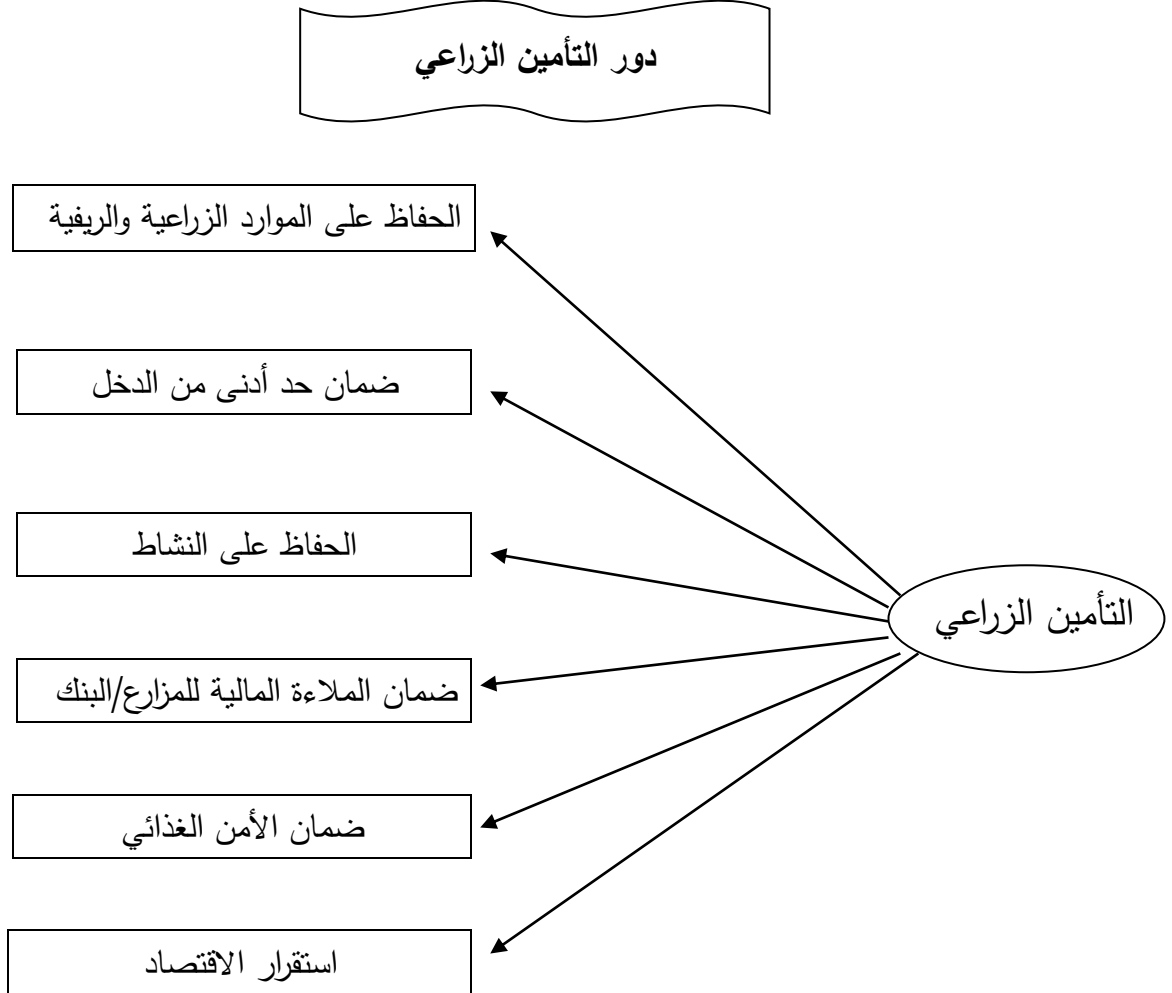 دور التأمين الزراعي
الحفاظ على الموارد الزراعية والريفية
ضمان حد أدنى من الدخل
الحفاظ على النشاط
التأمين الزراعي
ضمان الملاءة المالية للمزارع/البنك
ضمان الأمن الغذائي
استقرار الاقتصاد